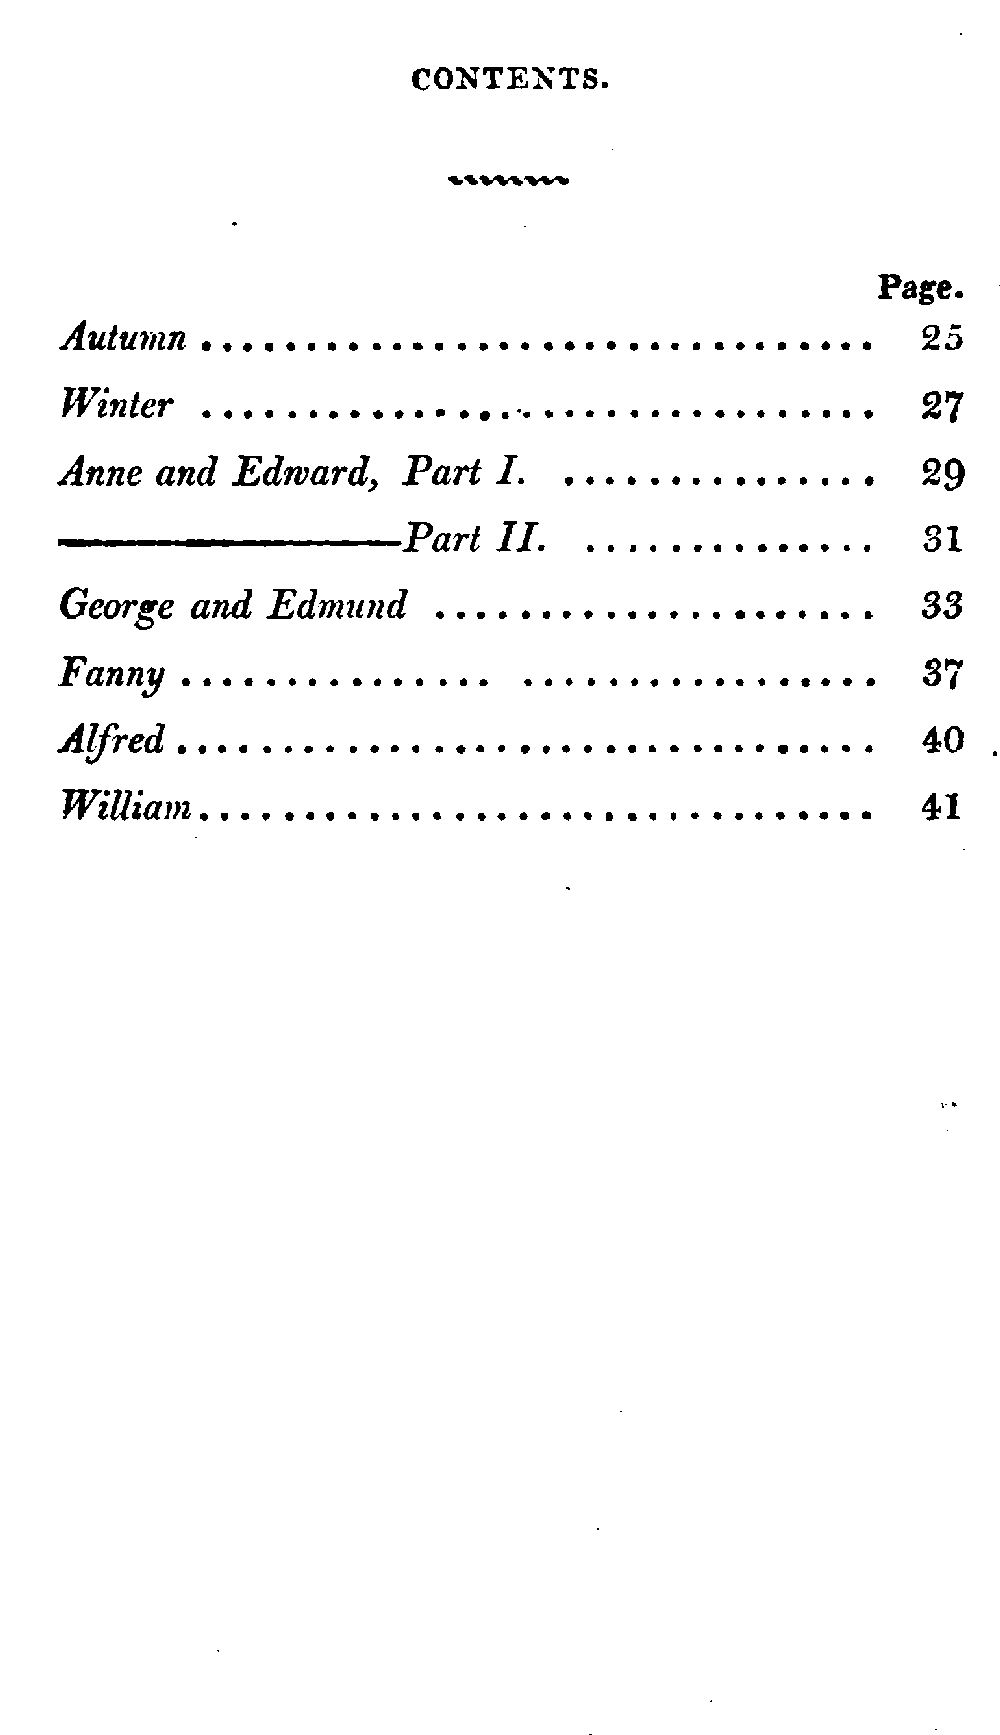 CONTENTS.
Page.
Autumn ................................ 25
Winter ................................ 27
Anne and Edward, Part I. ............... 29
————————Part II. .............. 31
George and Edmund ..................... 33
Fanny ............... ................. 37
Alfred ................................. 40
William................................ 41